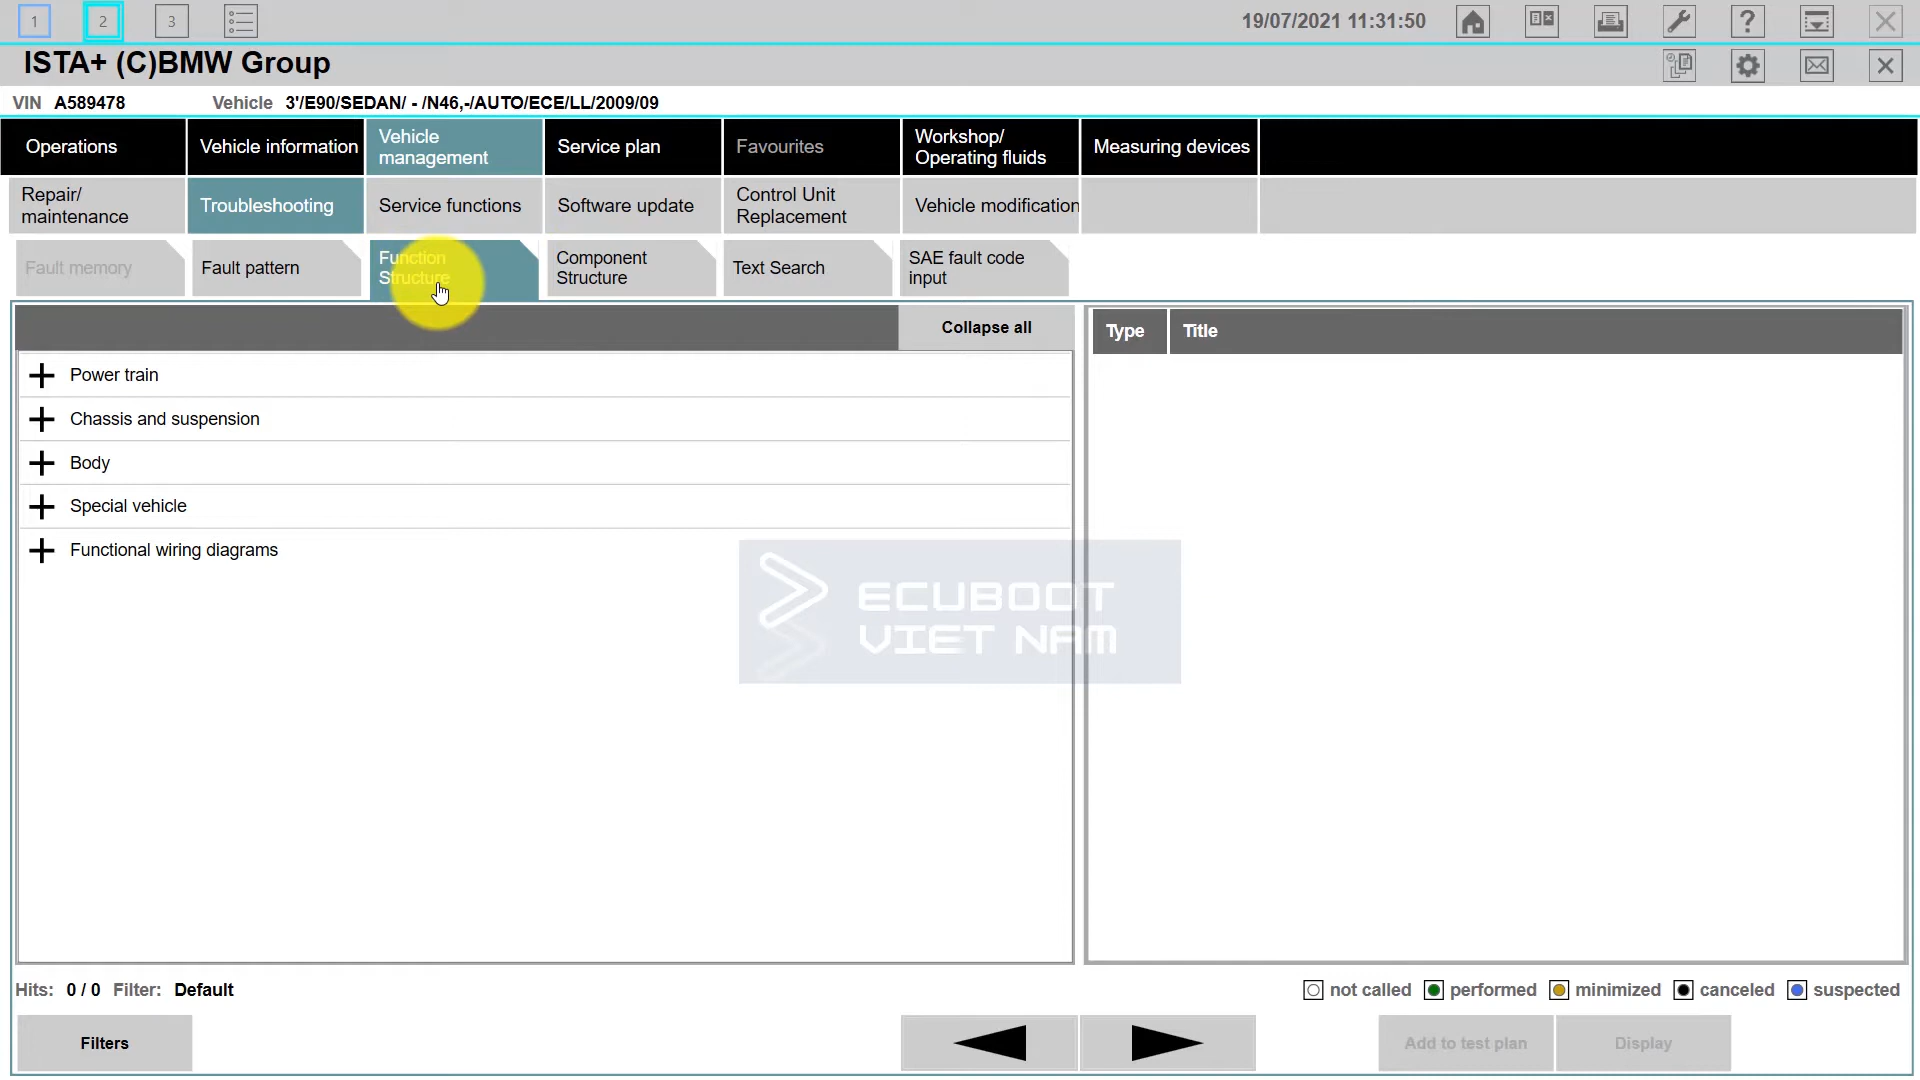 1 2 3 19/07/2021 11:31:50 ?
ISTA+ (C)BMW Group
VIN A589478 Vehicle 3'/E90/SEDAN/ - /N46,-/AUTO/ECE/LL/2009/09
Operations
Vehicle information
Vehicle
management
Service plan
Favourites
Workshop/
Operating fluids
Measuring devices
Repair/
maintenance
Troubleshooting
Service functions
Software update
Control Unit
Replacement
Vehicle modification
Fault memory
Fault pattern
Function
Structure
Component
Structure
Text Search
SAE fault code
input
Collapse all
Type Title
Power train
Chassis and suspension
Body
Special vehicle
Functional wiring diagrams
ECUBOOT
VIET NAM
Hits: 0 / 0 Filter: Default
not called performed minimized canceled suspected
Filters
Add to test plan
Display